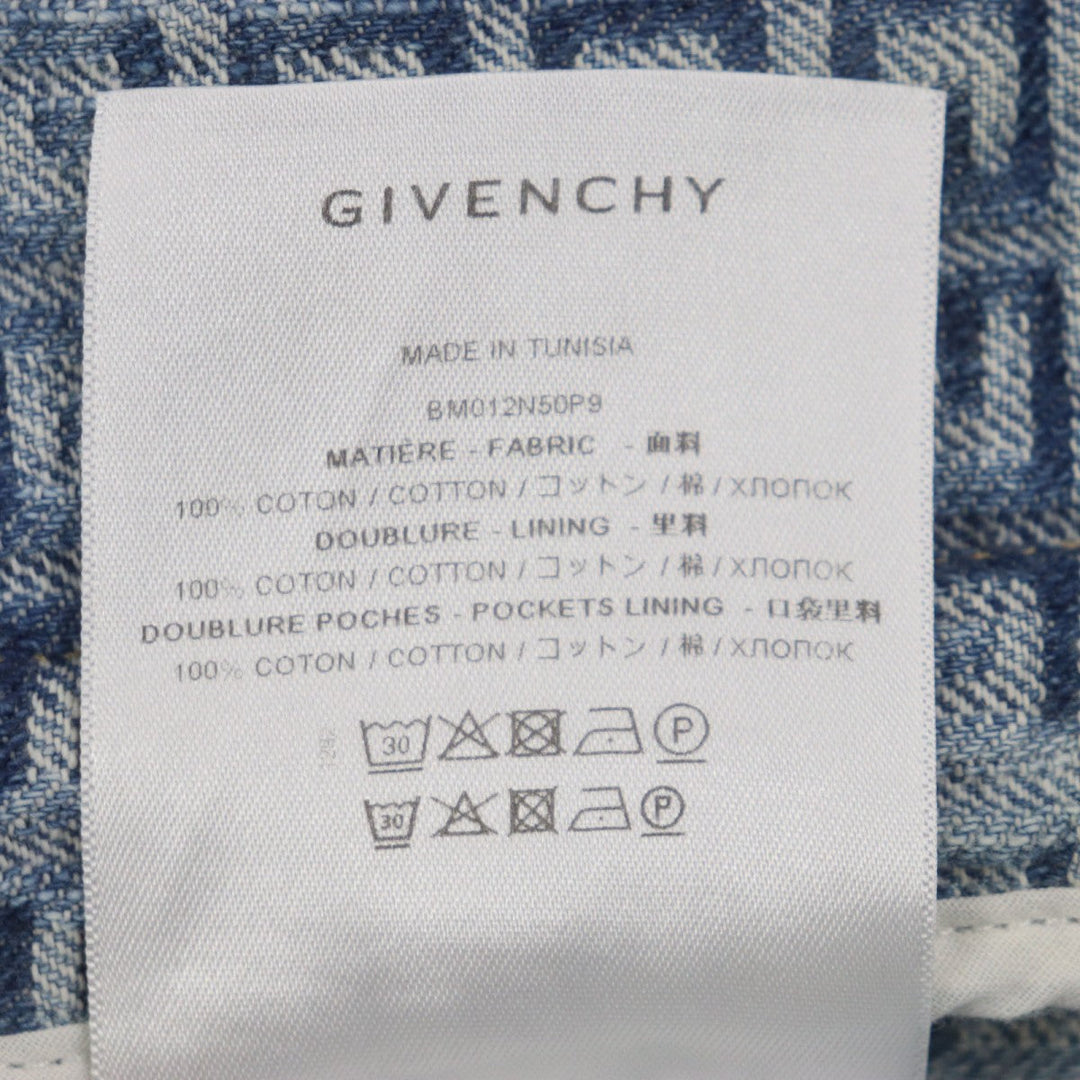 GIVENCHY
MADE IN TUNISIA
BM012N50P9
MATIÈRE - FABRIC - 面料
100% COTON / COTTON / コットン / 棉 / ХЛОПОК
DOUBLURE - LINING - 里料
100% COTON / COTTON / コットン / 棉 / ХЛОПОК
DOUBLURE POCHES - POCKETS LINING - 口袋里料
100% COTON / COTTON / コットン / 棉 / ХЛОПОК
30 P
30 P